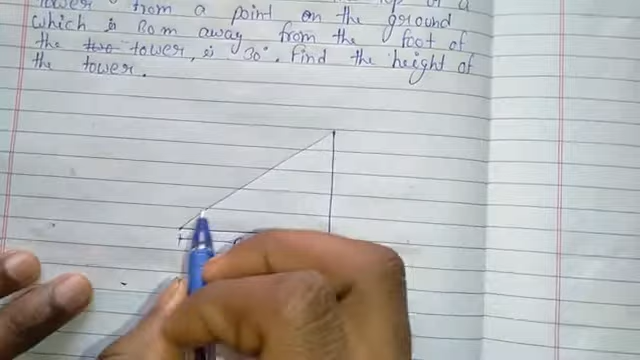 tower from a point on the ground
which is 30m away from the foot of
the tower, is 30°. Find the height of
the tower.